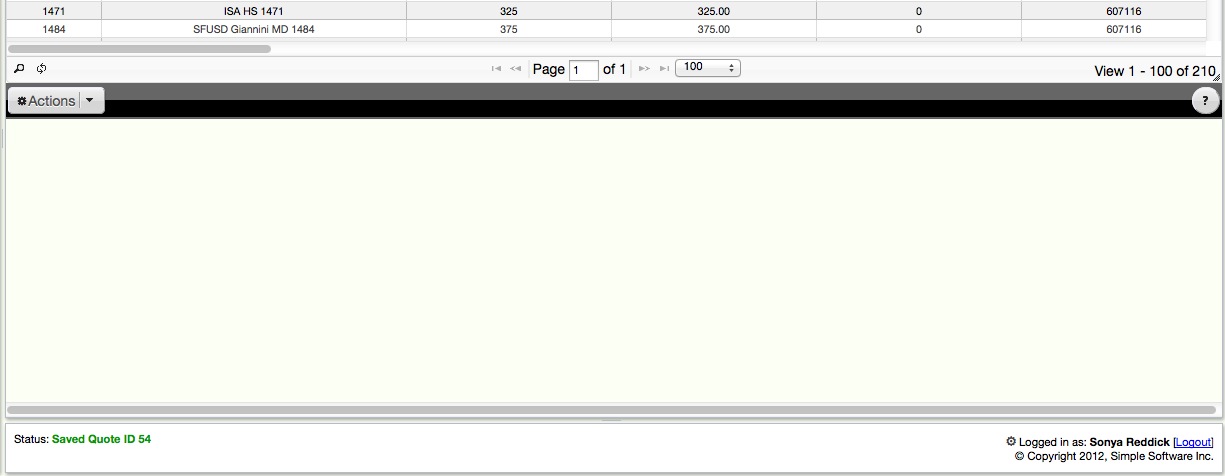 1471 ISA HS 1471 325 325.00 0 607116
1484 SFUSD Giannini MD 1484 375 375.00 0 607116
Page 1 of 1 100 View 1 - 100 of 210
Actions ?
Status: Saved Quote ID 54
Logged in as: Sonya Reddick [Logout]
© Copyright 2012, Simple Software Inc.